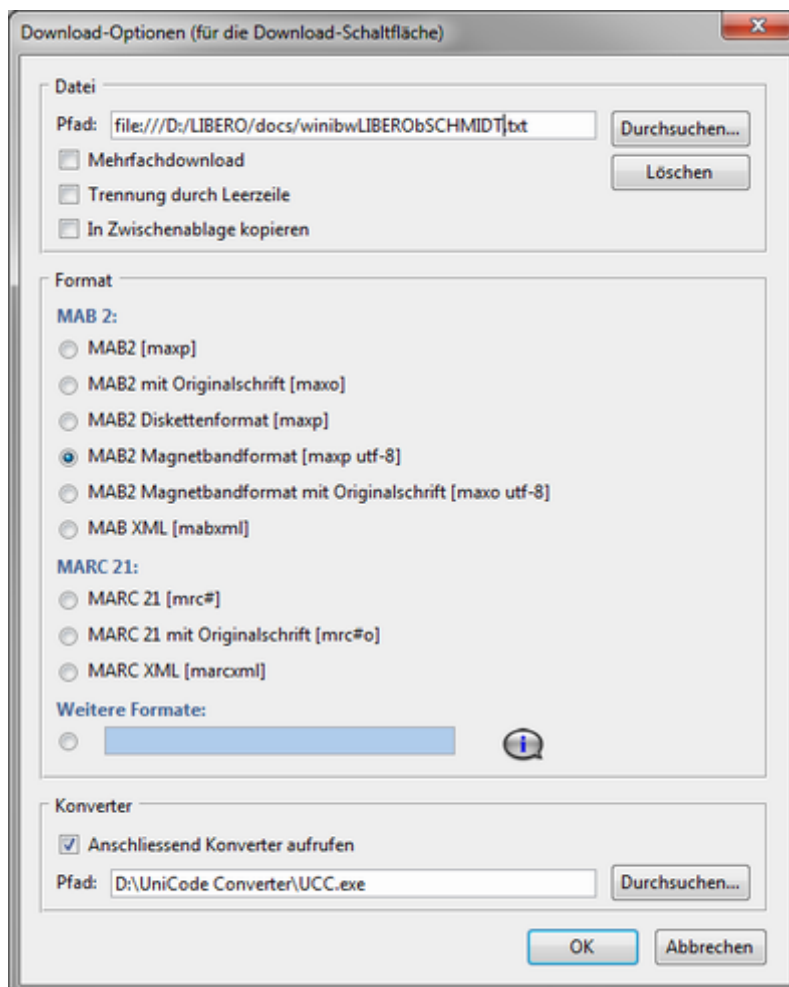 Download-Optionen (für die Download-Schaltfläche)
Datei
Pfad: file:///D:/LIBERO/docs/winibwLIBERObSCHMIDT.txt Durchsuchen...
Mehrfachdownload
Löschen
Trennung durch Leerzeile
In Zwischenablage kopieren
Format
MAB 2:
MAB2 [maxp]
MAB2 mit Originalschrift [maxo]
MAB2 Diskettenformat [maxp]
MAB2 Magnetbandformat [maxp utf-8]
MAB2 Magnetbandformat mit Originalschrift [maxo utf-8]
MAB XML [mabxml]
MARC 21:
MARC 21 [mrc#]
MARC 21 mit Originalschrift [mrc#o]
MARC XML [marcxml]
Weitere Formate:
Konverter
Anschliessend Konverter aufrufen
Pfad: D:\UniCode Converter\UCC.exe Durchsuchen...
OK Abbrechen